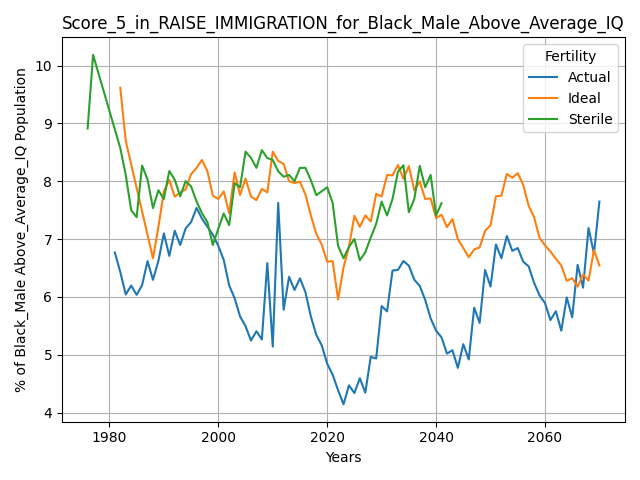 Score_5_in_RAISE_IMMIGRATION_for_Black_Male_Above_Average_IQ
Fertility
Actual
Ideal
Sterile
% of Black_Male Above_Average_IQ Population
10
9
8
7
6
5
4
1980
2000
2020
2040
2060
Years